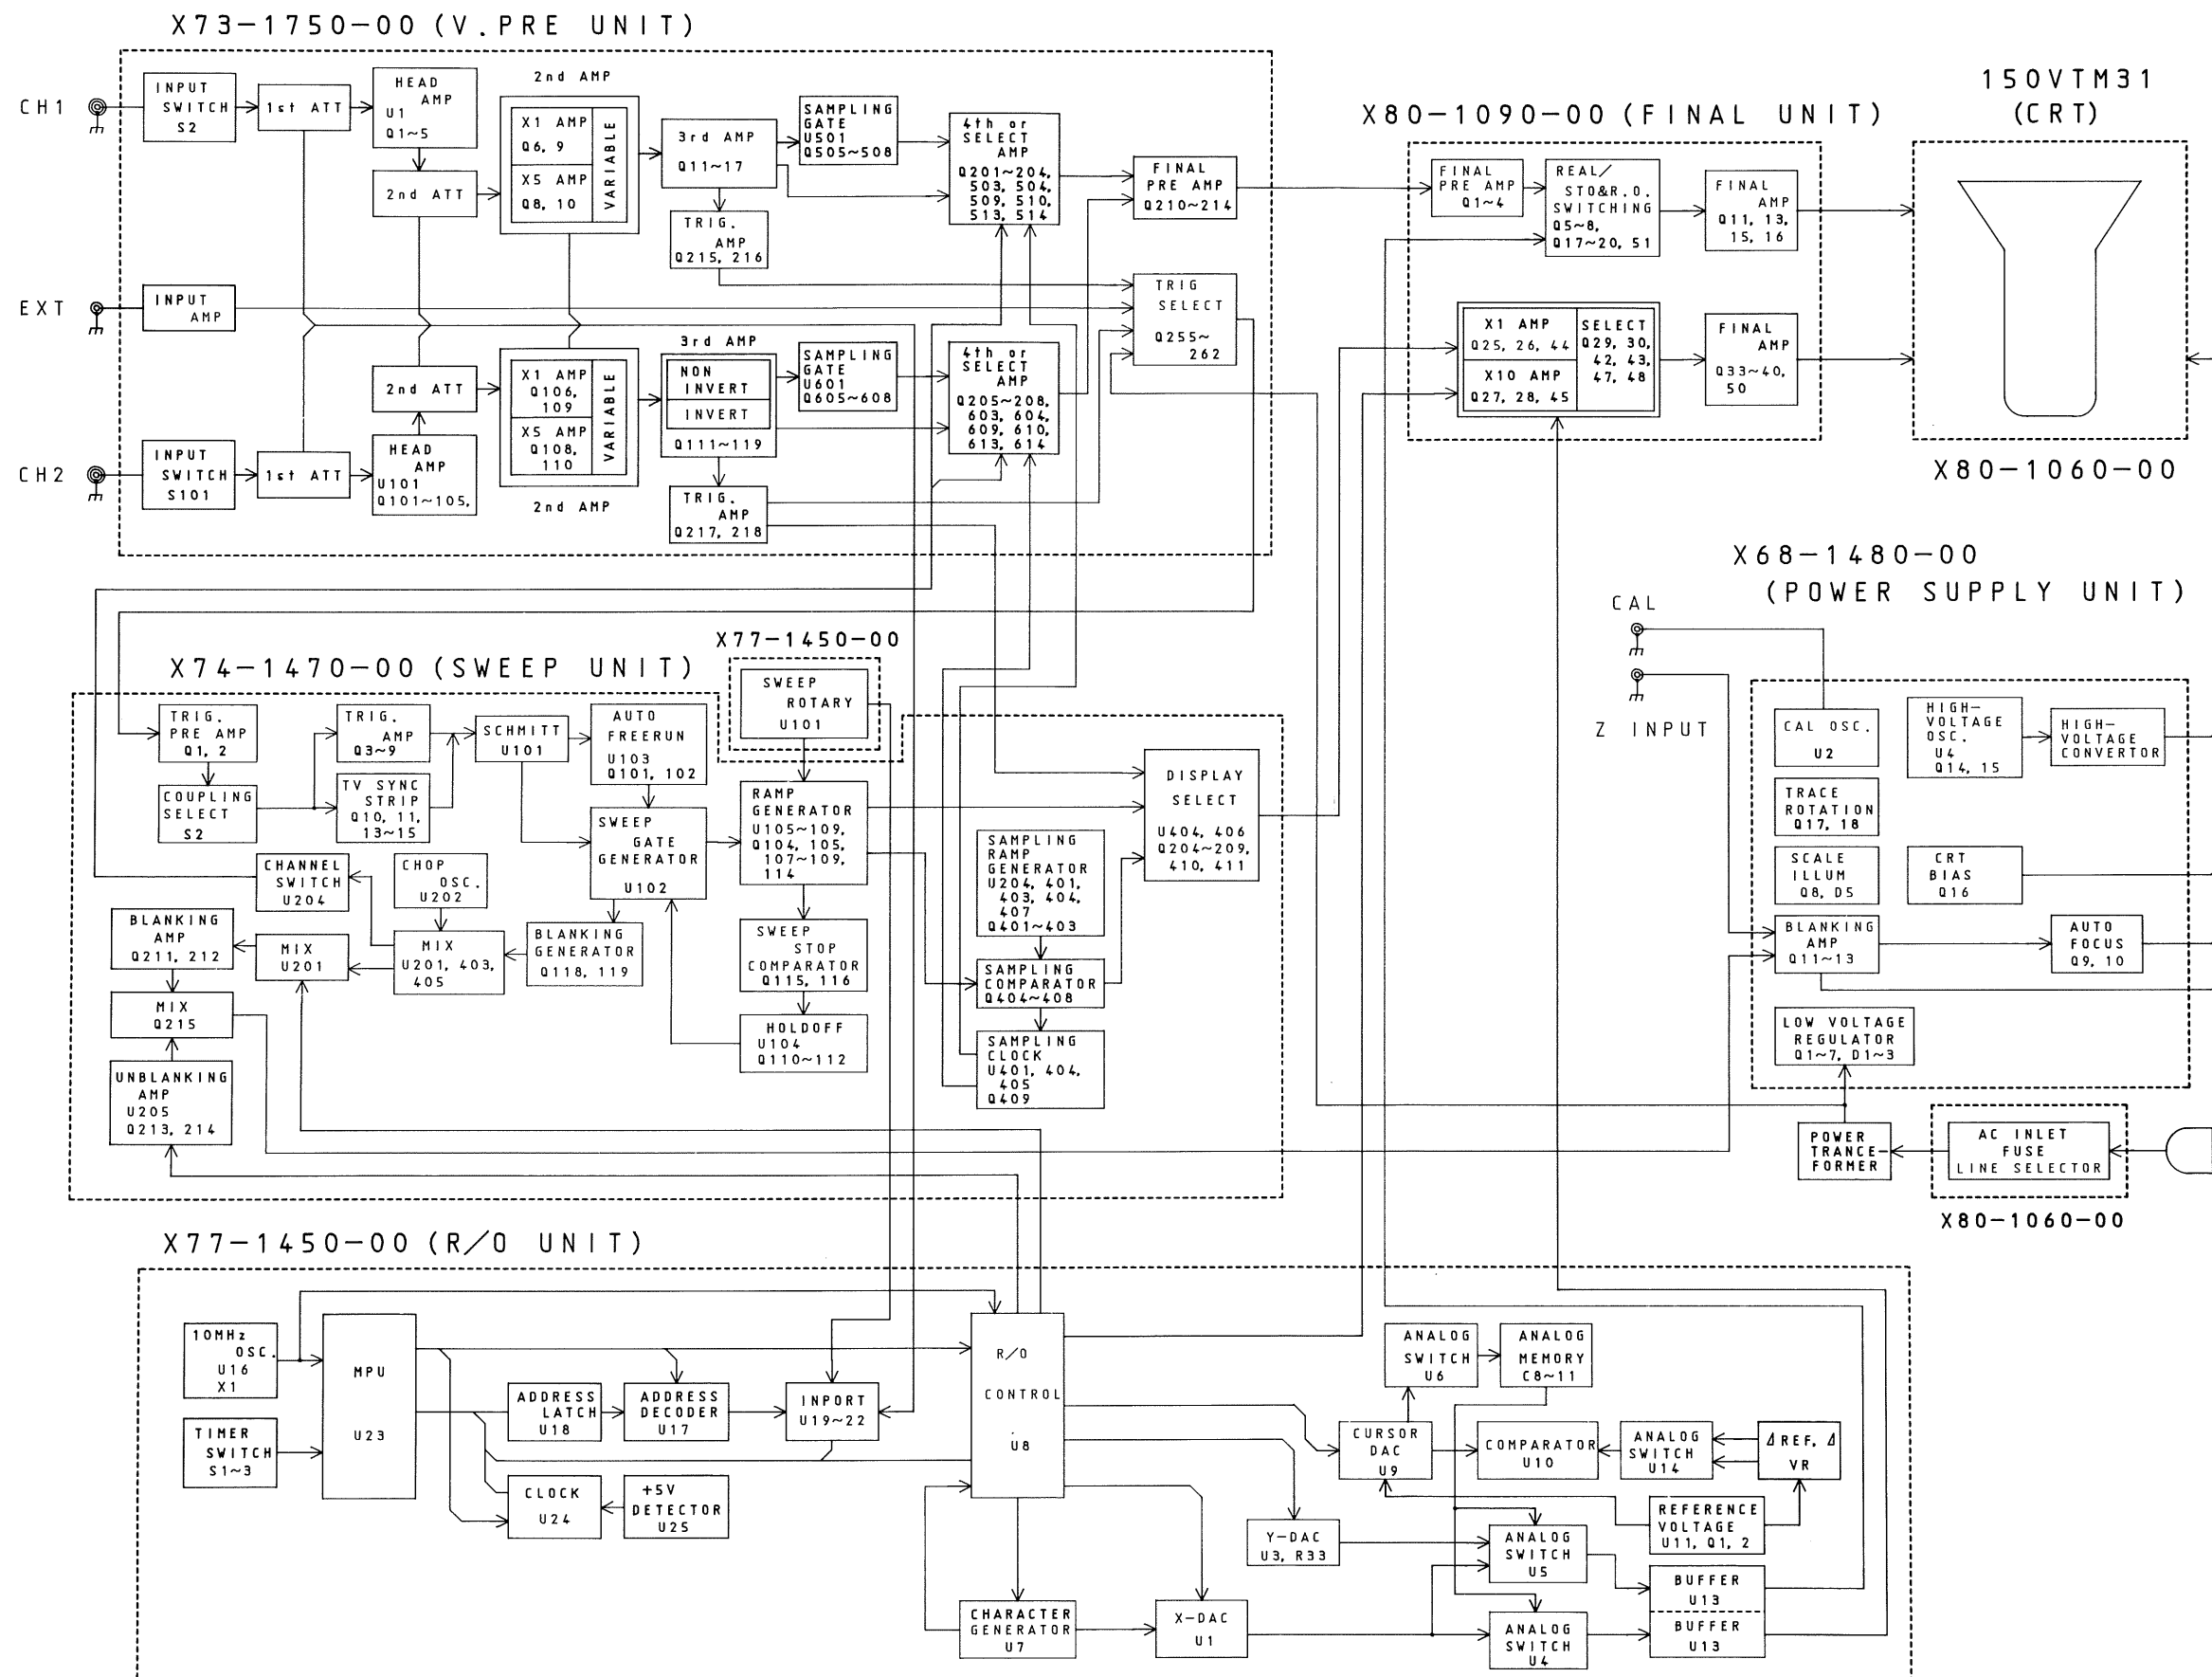 X73-1750-00 (V.PRE UNIT)
CH1
INPUT
SWITCH
S2
1st ATT
HEAD
AMP
U1
Q1~5
2nd ATT
2nd AMP
X1 AMP
Q6, 9
X5 AMP
Q8, 10
VARIABLE
3rd AMP
Q11~17
SAMPLING
GATE
U501
Q505~508
TRIG.
AMP
Q215, 216
4th or
SELECT
AMP
Q201~204,
503, 504,
509, 510,
513, 514
FINAL
PRE AMP
Q210~214
EXT
INPUT
AMP
TRIG
SELECT
Q255~
262
CH2
INPUT
SWITCH
S101
1st ATT
2nd ATT
HEAD
AMP
U101
Q101~105,
X1 AMP
Q106,
109
X5 AMP
Q108,
110
VARIABLE
2nd AMP
3rd AMP
NON
INVERT
INVERT
Q111~119
SAMPLING
GATE
U601
Q605~608
TRIG.
AMP
Q217, 218
4th or
SELECT
AMP
Q205~208,
603, 604,
609, 610,
613, 614
X80-1090-00 (FINAL UNIT)
FINAL
PRE AMP
Q1~4
REAL/
STO&R.O.
SWITCHING
Q5~8,
Q17~20, 51
FINAL
AMP
Q11, 13,
15, 16
X1 AMP
Q25, 26, 44
X10 AMP
Q27, 28, 45
SELECT
Q29, 30,
42, 43,
47, 48
FINAL
AMP
Q33~40,
50
150VTM31
(CRT)
X80-1060-00
X68-1480-00
(POWER SUPPLY UNIT)
CAL
Z INPUT
CAL OSC.
U2
HIGH-
VOLTAGE
OSC.
U4
Q14, 15
HIGH-
VOLTAGE
CONVERTOR
TRACE
ROTATION
Q17, 18
SCALE
ILLUM
Q8, D5
CRT
BIAS
Q16
BLANKING
AMP
Q11~13
AUTO
FOCUS
Q9, 10
LOW VOLTAGE
REGULATOR
Q1~7, D1~3
POWER
TRANCE-
FORMER
AC INLET
FUSE
LINE SELECTOR
X80-1060-00
X74-1470-00 (SWEEP UNIT)
X77-1450-00
SWEEP
ROTARY
U101
TRIG.
PRE AMP
Q1, 2
COUPLING
SELECT
S2
TRIG.
AMP
Q3~9
TV SYNC
STRIP
Q10, 11,
13~15
SCHMITT
U101
AUTO
FREERUN
U103
Q101, 102
SWEEP
GATE
GENERATOR
U102
RAMP
GENERATOR
U105~109,
Q104, 105,
107~109,
114
DISPLAY
SELECT
U404, 406
Q204~209,
410, 411
CHANNEL
SWITCH
U204
CHOP
OSC.
U202
SAMPLING
RAMP
GENERATOR
U204, 401,
403, 404,
407
Q401~403
BLANKING
AMP
Q211, 212
MIX
U201
MIX
U201, 403,
405
BLANKING
GENERATOR
Q118, 119
SWEEP
STOP
COMPARATOR
Q115, 116
SAMPLING
COMPARATOR
Q404~408
MIX
Q215
HOLDOFF
U104
Q110~112
SAMPLING
CLOCK
U401, 404,
405
Q409
UNBLANKING
AMP
U205
Q213, 214
X77-1450-00 (R/O UNIT)
10MHz
OSC.
U16
X1
TIMER
SWITCH
S1~3
MPU
U23
ADDRESS
LATCH
U18
ADDRESS
DECODER
U17
INPORT
U19~22
CLOCK
U24
+5V
DETECTOR
U25
R/O
CONTROL
U8
CHARACTER
GENERATOR
U7
X-DAC
U1
Y-DAC
U3, R33
ANALOG
SWITCH
U6
ANALOG
MEMORY
C8~11
CURSOR
DAC
U9
COMPARATOR
U10
ANALOG
SWITCH
U14
ΔREF, Δ
VR
REFERENCE
VOLTAGE
U11, Q1, 2
ANALOG
SWITCH
U5
ANALOG
SWITCH
U4
BUFFER
U13
BUFFER
U13